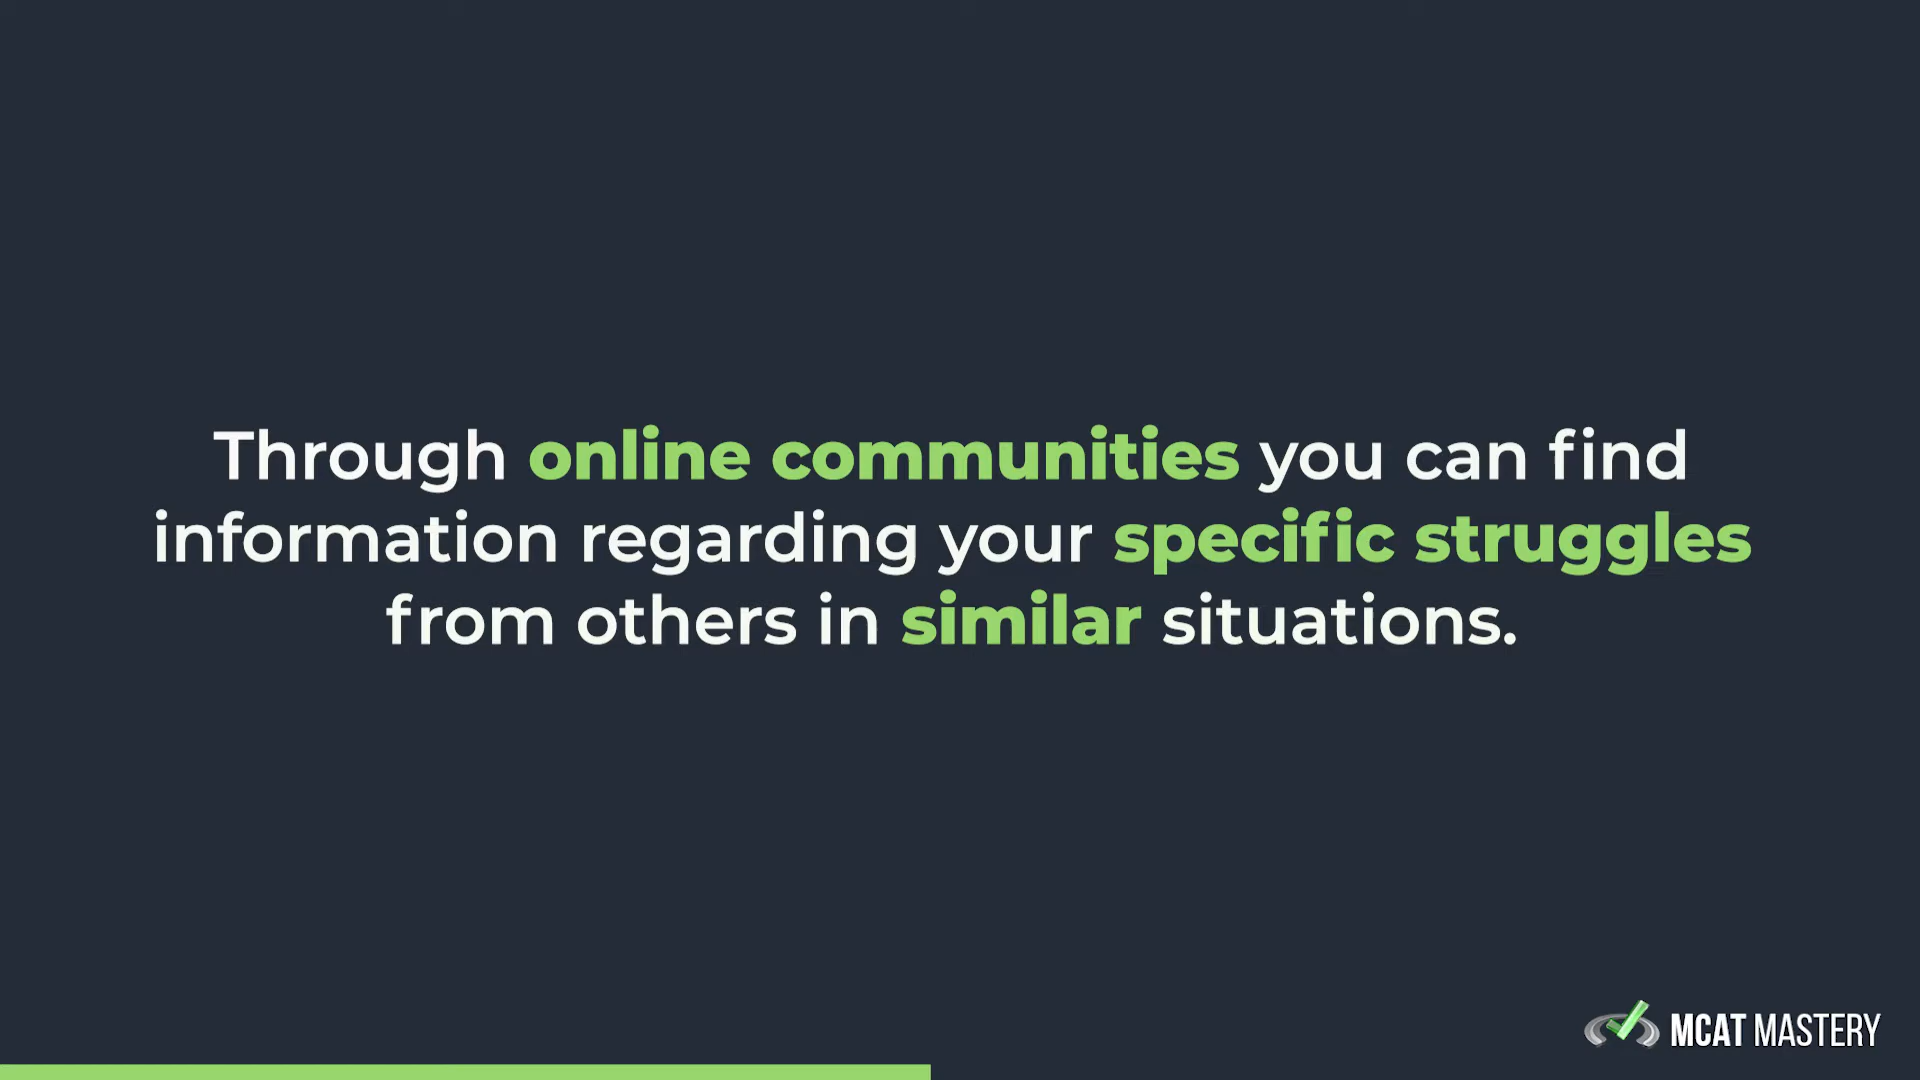 Through online communities you can find
information regarding your specific struggles
from others in similar situations.
MCAT MASTERY